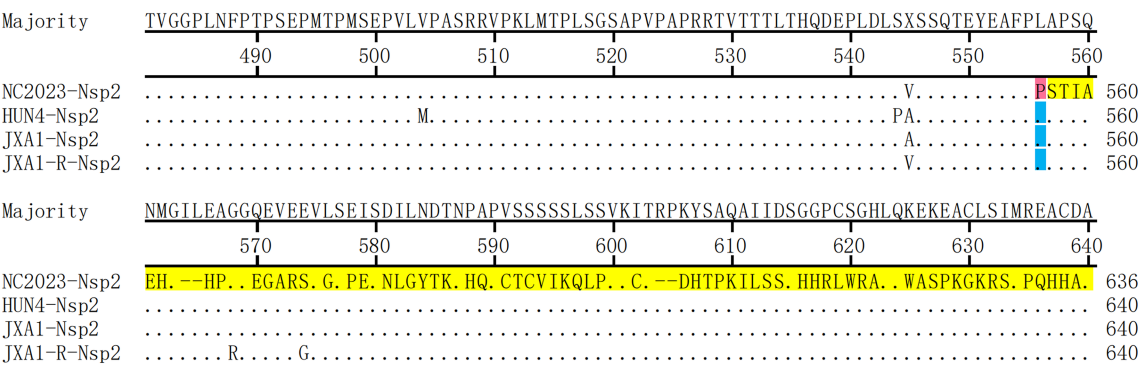 Majority TVGGPLNFPTPSEPMTPMSEPVLVPASRRVPKLMTPLSGSAPVPAPRRTVTTTLTHQDEPLDLSXSSQTEYEAFPLAPSQ
490 500 510 520 530 540 550 560
NC2023-Nsp2 ................................................................V..........PSTIA 560
HUN4-Nsp2 .......................M.......................................PA............... 560
JXA1-Nsp2 ................................................................A............... 560
JXA1-R-Nsp2 ................................................................V............... 560
Majority NMGILEAGGQEVEEVLSEISDILNDTNPAPVSSSSSLSSVKITRPKYSAQAIIDSGGPCSGHLQKEKEACLSIMREACDA
570 580 590 600 610 620 630 640
NC2023-Nsp2 EH.--HP..EGARS.G.PE.NLGYTK.HQ.CTCVIKQLP..C.--DHTPKILSS.HHRLWRA..WASPKGKRS.PQHHA. 636
HUN4-Nsp2 ................................................................................ 640
JXA1-Nsp2 ................................................................................ 640
JXA1-R-Nsp2 .......R.....G.................................................................. 640